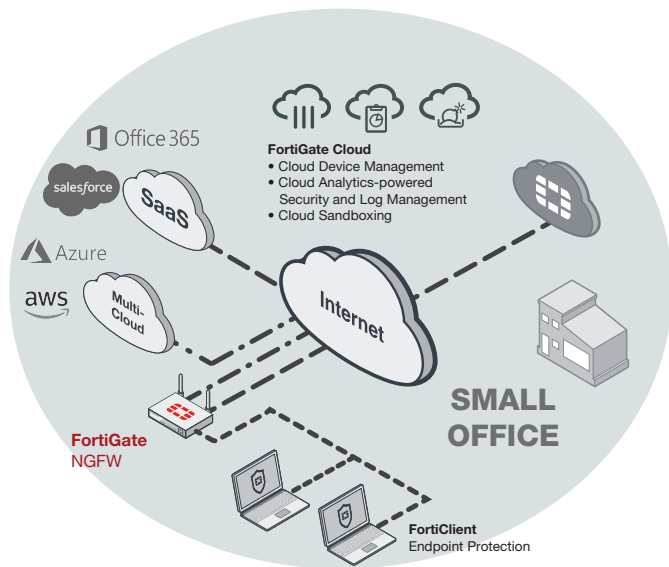 Office 365
salesforce
SaaS
Azure
aws
Multi-
Cloud
FortiGate Cloud
• Cloud Device Management
• Cloud Analytics-powered
Security and Log Management
• Cloud Sandboxing
Internet
SMALL
OFFICE
FortiGate
NGFW
FortiClient
Endpoint Protection